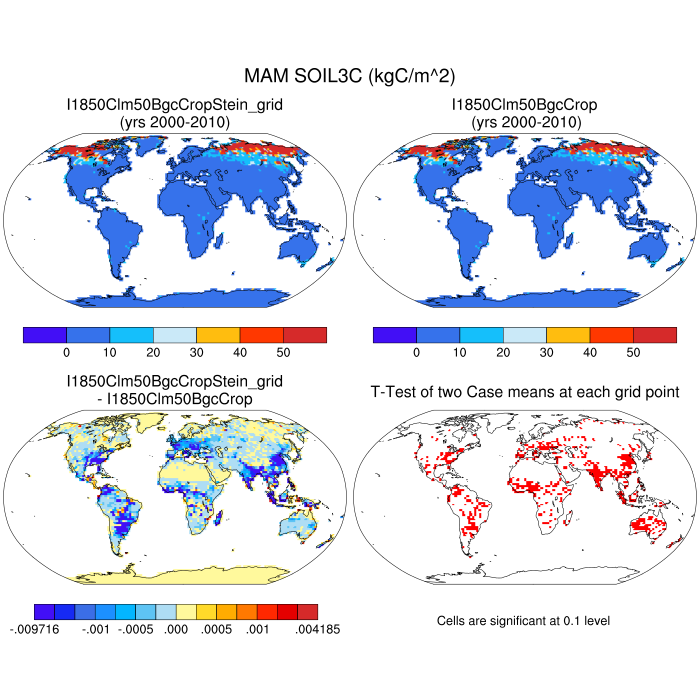 MAM SOIL3C (kgC/m^2)
I1850Clm50BgcCropStein_grid
(yrs 2000-2010)
I1850Clm50BgcCrop
(yrs 2000-2010)
0 10 20 30 40 50
0 10 20 30 40 50
I1850Clm50BgcCropStein_grid
- I1850Clm50BgcCrop
T-Test of two Case means at each grid point
-.009716 -.001 -.0005 .000 .0005 .001 .004185
Cells are significant at 0.1 level